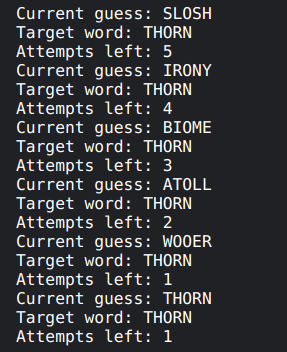 Current guess: SLOSH
Target word: THORN
Attempts left: 5
Current guess: IRONY
Target word: THORN
Attempts left: 4
Current guess: BIOME
Target word: THORN
Attempts left: 3
Current guess: ATOLL
Target word: THORN
Attempts left: 2
Current guess: WOOER
Target word: THORN
Attempts left: 1
Current guess: THORN
Target word: THORN
Attempts left: 1